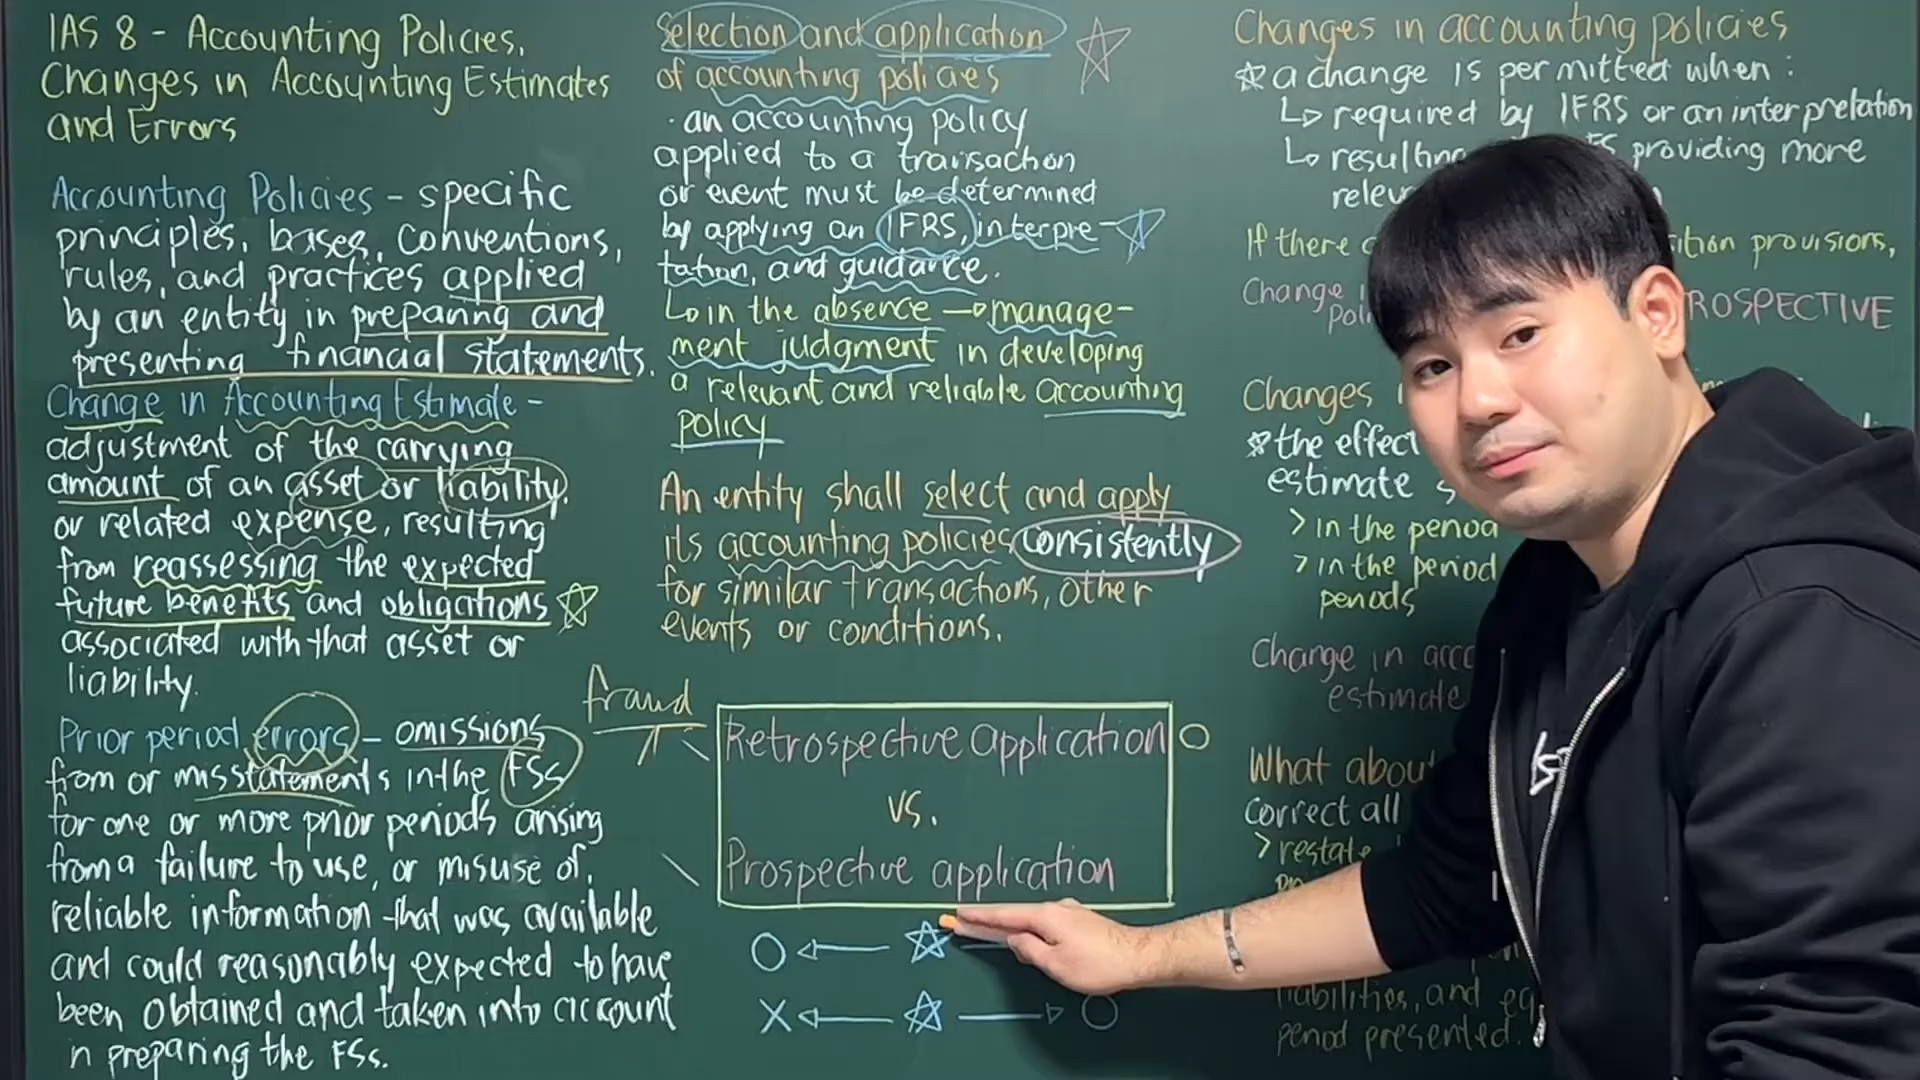 IAS 8 - Accounting Policies,
Changes in Accounting Estimates
and Errors
Accounting Policies - specific
principles, bases, conventions,
rules, and practices applied
by an entity in preparing and
presenting financial statements.
Change in Accounting Estimate -
adjustment of the carrying
amount of an asset or liability,
or related expense, resulting
from reassessing the expected
future benefits and obligations
associated with that asset or
liability.
Prior period errors - omissions
from or misstatements in the FSs
for one or more prior periods arising
from a failure to use, or misuse of,
reliable information that was available
and could reasonably expected to have
been obtained and taken into account
in preparing the FSs.
Selection and application
of accounting policies
· an accounting policy
applied to a transaction
or event must be determined
by applying an IFRS, interpre-
tation, and guidance.
in the absence → manage-
ment judgment in developing
a relevant and reliable accounting
policy
An entity shall select and apply
its accounting policies consistently
for similar transactions, other
events or conditions.
fraud
Retrospective application
vs.
Prospective application
Changes in accounting policies
a change is permitted when :
required by IFRS or an interpretation
providing more
If there provisions,
Change
Changes
the effect
estimate
> in the period
> in the period
periods
Change in
estimate
What about
correct all
> restate
liabilities, and
period presented.